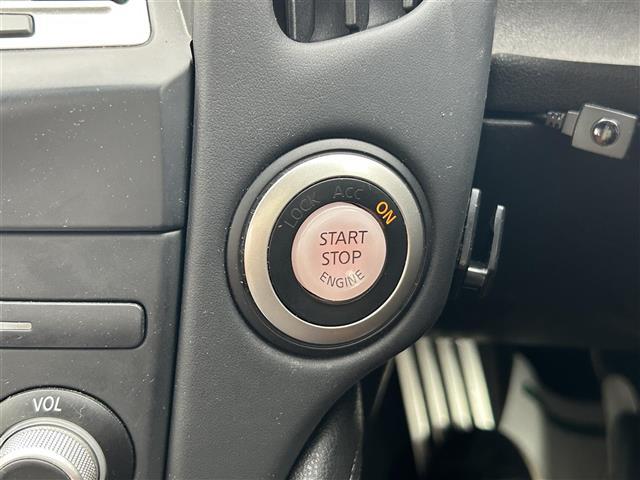 LOCK ACC ON
START
STOP
ENGINE
VOL